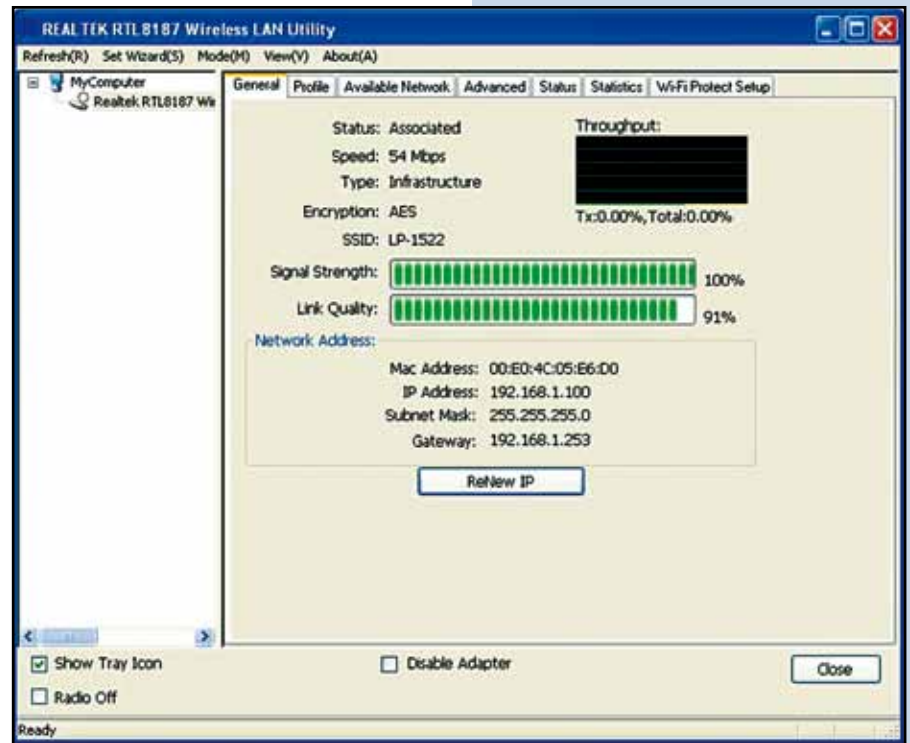 REALTEK RTL8187 Wireless LAN Utility
Refresh(R) Set Wizard(S) Mode(M) View(V) About(A)
MyComputer
Realtek RTL8187 Wir
General Profile Available Network Advanced Status Statistics Wi-Fi Protect Setup
Status: Associated
Throughput:
Speed: 54 Mbps
Type: Infrastructure
Encryption: AES
Tx:0.00%, Total:0.00%
SSID: LP-1522
Signal Strength: 100%
Link Quality: 91%
Network Address:
Mac Address: 00:E0:4C:05:E6:D0
IP Address: 192.168.1.100
Subnet Mask: 255.255.255.0
Gateway: 192.168.1.253
ReNew IP
Show Tray Icon
Disable Adapter
Close
Radio Off
Ready